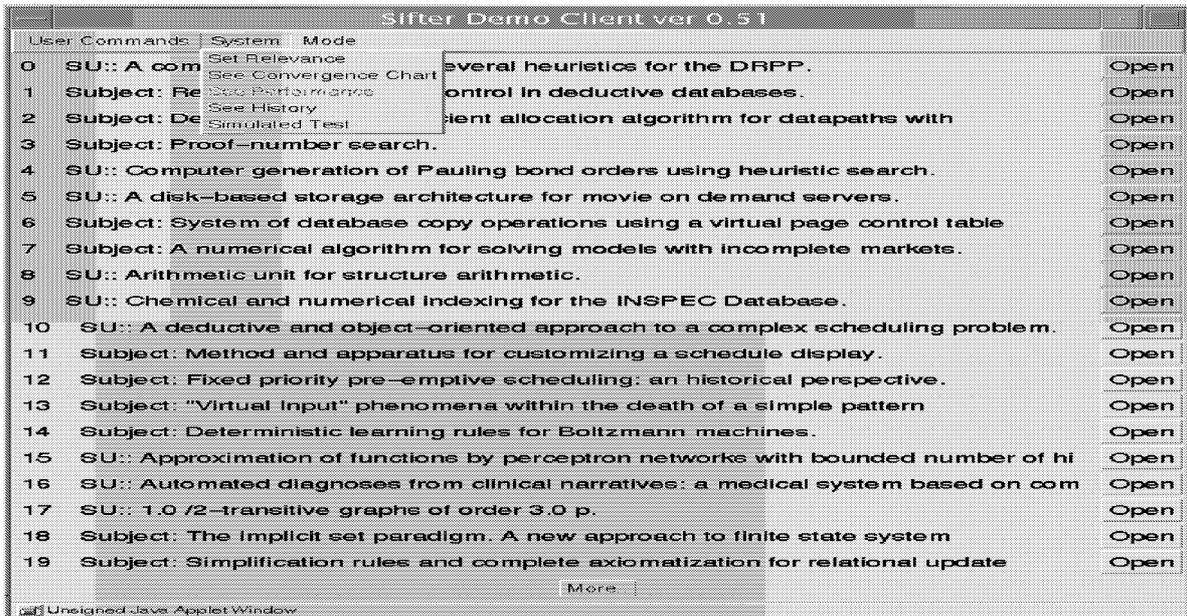 Sifter Demo Client ver 0.51
User Commands System Mode
Set Relevance
See Convergence Chart
See Performance
See History
Simulated Test
0 SU:: A com everal heuristics for the DRPP. Open
1 Subject: Re ontrol in deductive databases. Open
2 Subject: De cient allocation algorithm for datapaths with Open
3 Subject: Proof-number search. Open
4 SU:: Computer generation of Pauling bond orders using heuristic search. Open
5 SU:: A disk-based storage architecture for movie on demand servers. Open
6 Subject: System of database copy operations using a virtual page control table Open
7 Subject: A numerical algorithm for solving models with incomplete markets. Open
8 SU:: Arithmetic unit for structure arithmetic. Open
9 SU:: Chemical and numerical indexing for the INSPEC Database. Open
10 SU:: A deductive and object-oriented approach to a complex scheduling problem. Open
11 Subject: Method and apparatus for customizing a schedule display. Open
12 Subject: Fixed priority pre-emptive scheduling: an historical perspective. Open
13 Subject: "Virtual Input" phenomena within the death of a simple pattern Open
14 Subject: Deterministic learning rules for Boltzmann machines. Open
15 SU:: Approximation of functions by perceptron networks with bounded number of hi Open
16 SU:: Automated diagnoses from clinical narratives: a medical system based on com Open
17 SU:: 1.0 /2-transitive graphs of order 3.0 p. Open
18 Subject: The implicit set paradigm. A new approach to finite state system Open
19 Subject: Simplification rules and complete axiomatization for relational update Open
More..
Unsigned Java Applet Window